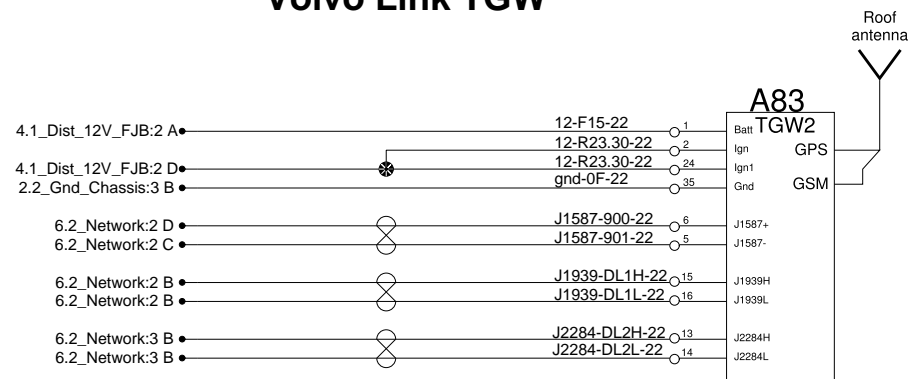 Volvo Link TGW
Roof
antenna
A83
4.1_Dist_12V_FJB:2 A 12-F15-22 1 Batt TGW2
12-R23.30-22 2 Ign GPS
4.1_Dist_12V_FJB:2 D 12-R23.30-22 24 Ign1
2.2_Gnd_Chassis:3 B gnd-0F-22 35 Gnd GSM
6.2_Network:2 D J1587-900-22 6 J1587+
6.2_Network:2 C J1587-901-22 5 J1587-
6.2_Network:2 B J1939-DL1H-22 15 J1939H
6.2_Network:2 B J1939-DL1L-22 16 J1939L
6.2_Network:3 B J2284-DL2H-22 13 J2284H
6.2_Network:3 B J2284-DL2L-22 14 J2284L